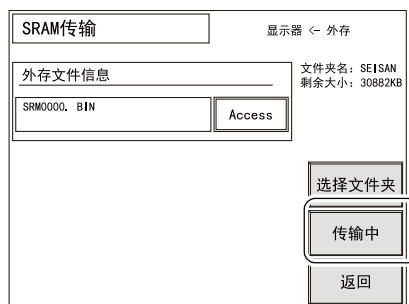 SRAM传输
显示器 <- 外存
外存文件信息
文件夹名: SEISAN
剩余大小: 30882KB
SRM0000. BIN
Access
选择文件夹
传输中
返回